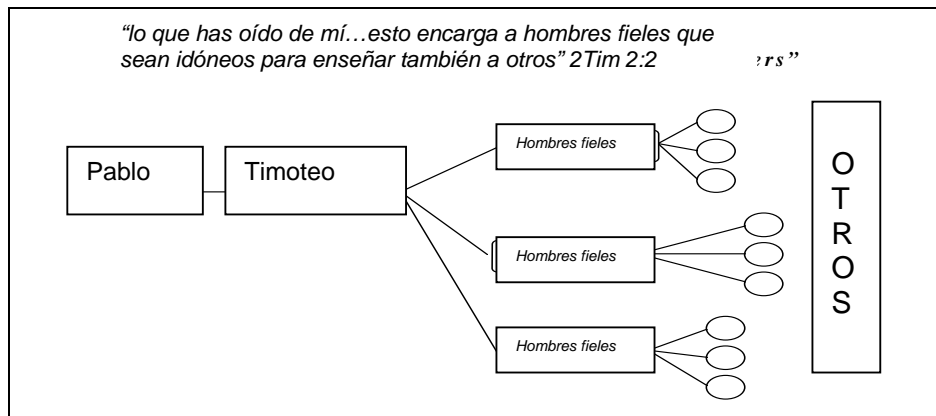 “lo que has oído de mí…esto encarga a hombres fieles que
sean idóneos para enseñar también a otros” 2Tim 2:2 ers”
Pablo
Timoteo
Hombres fieles
Hombres fieles
Hombres fieles
O
T
R
O
S